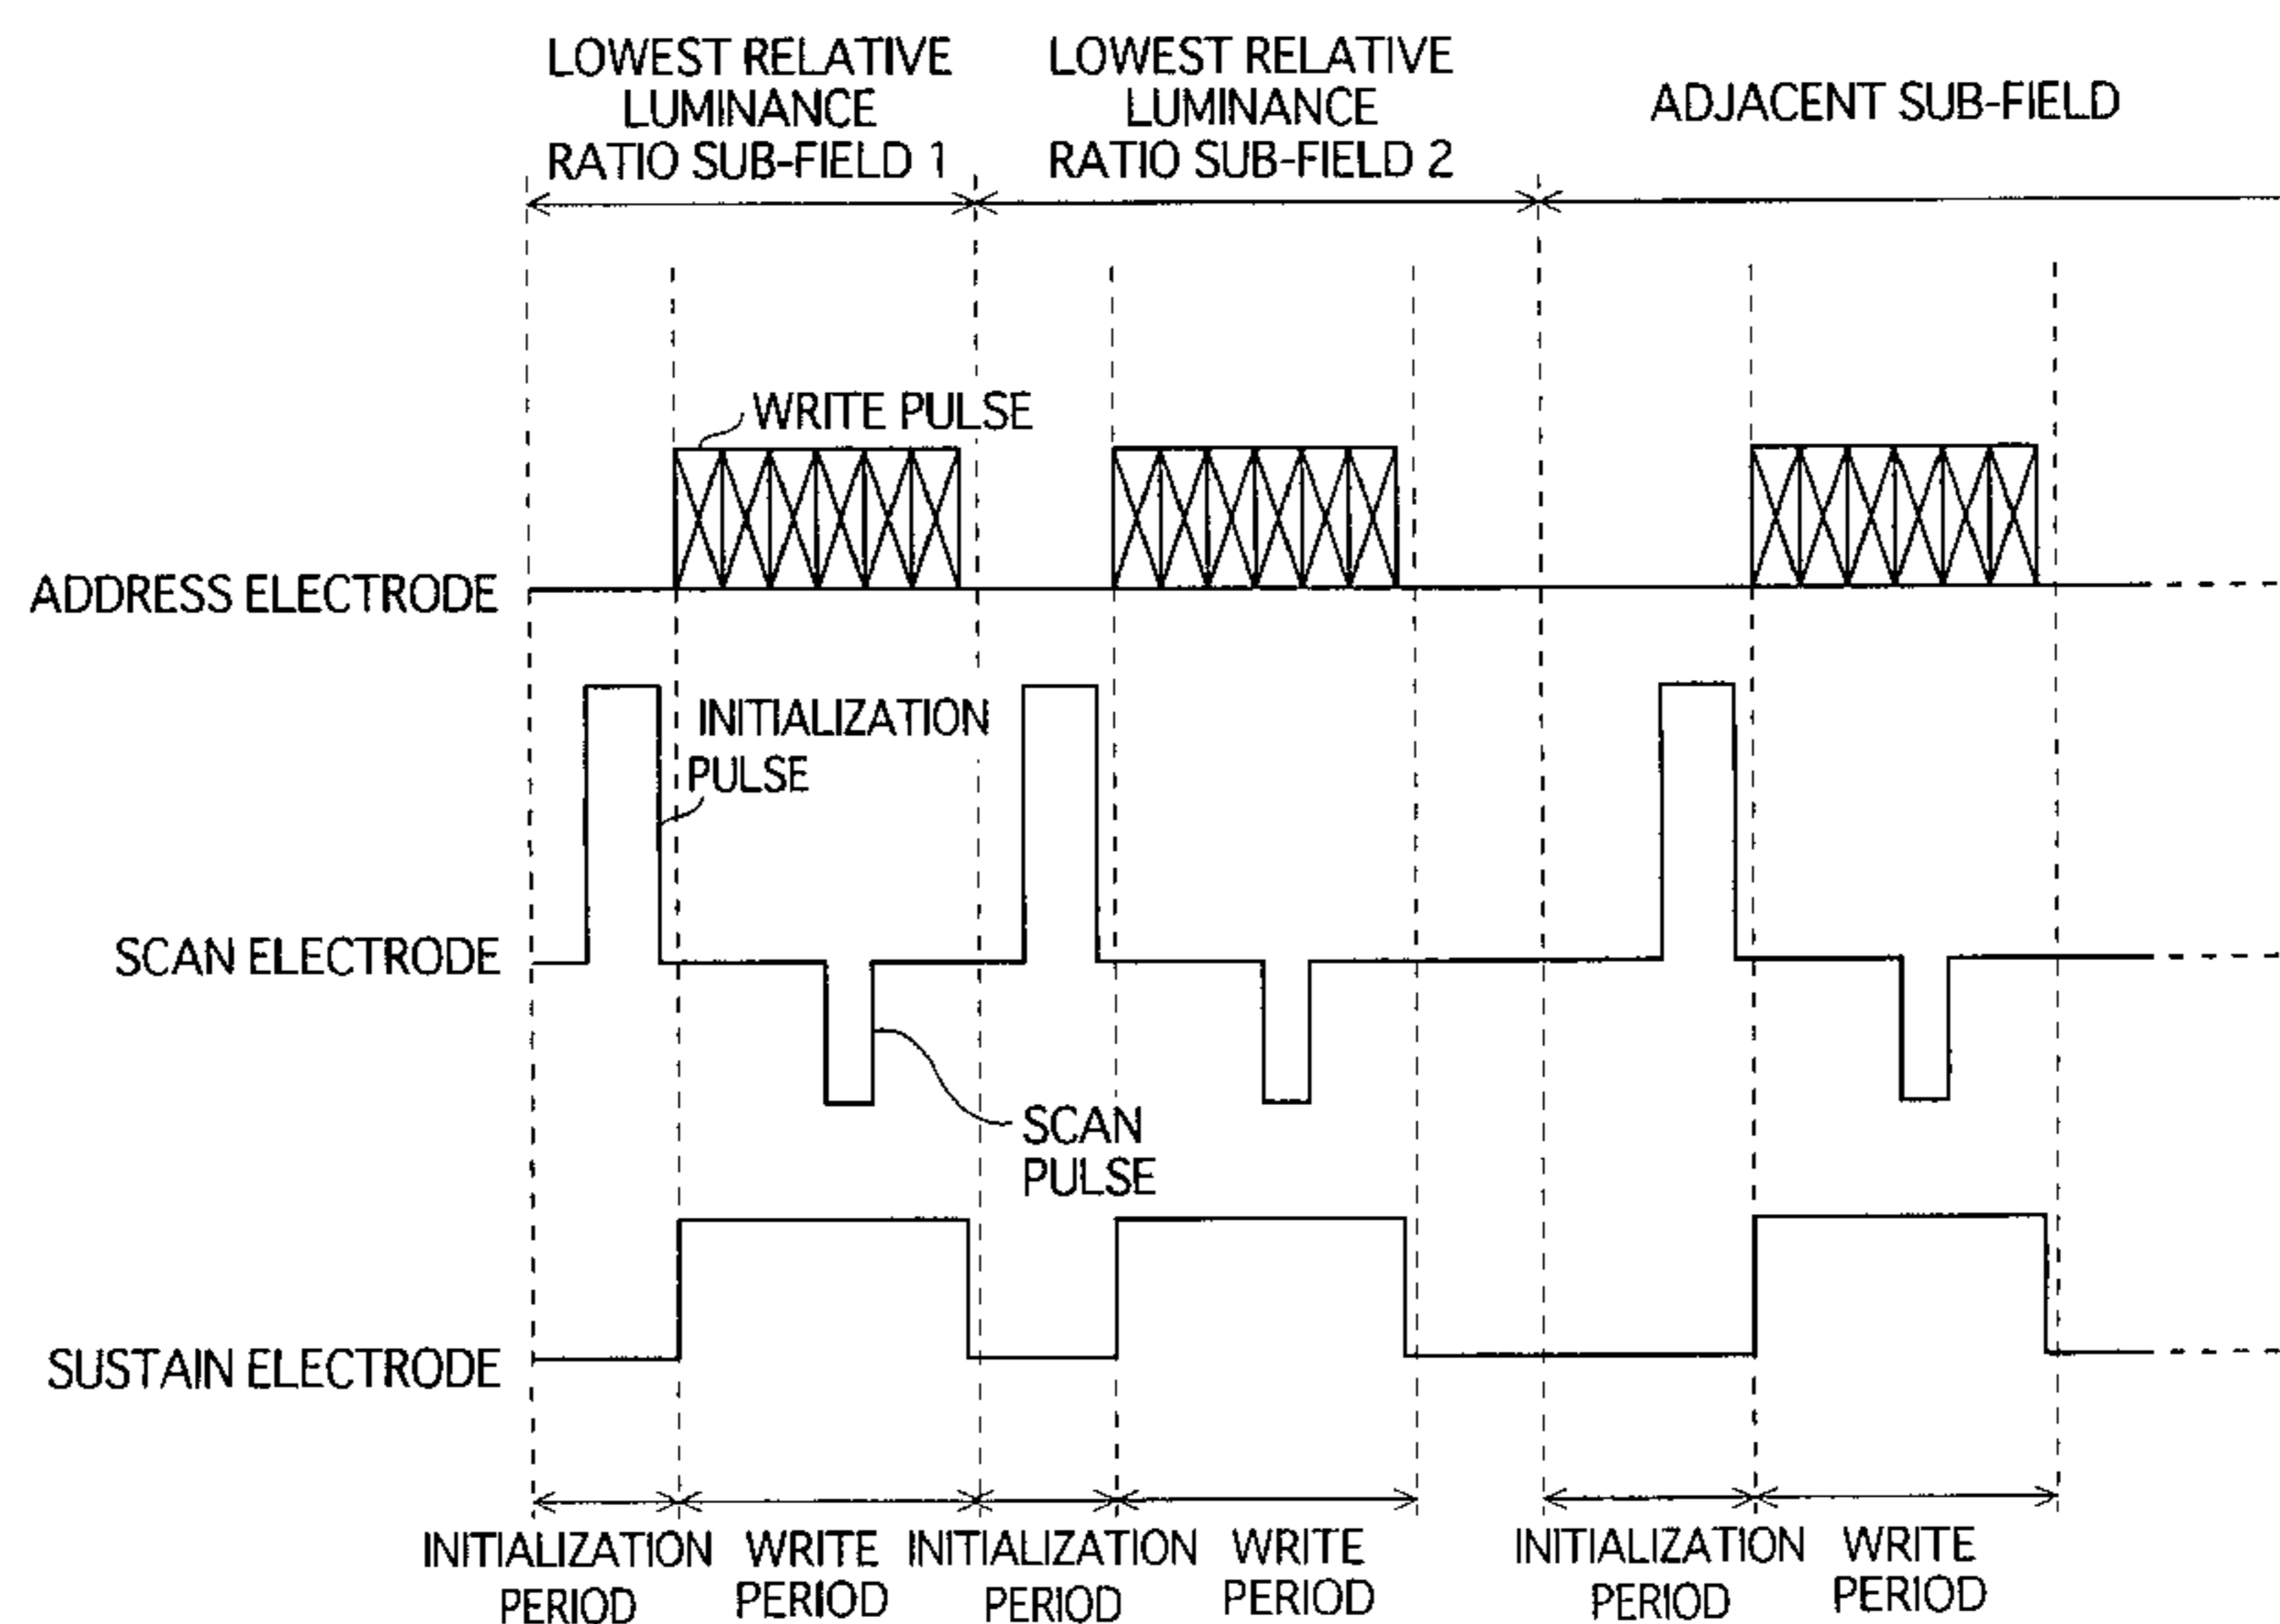 LOWEST RELATIVE
LUMINANCE
RATIO SUB-FIELD 1
LOWEST RELATIVE
LUMINANCE
RATIO SUB-FIELD 2
ADJACENT SUB-FIELD
WRITE PULSE
ADDRESS ELECTRODE
INITIALIZATION
PULSE
SCAN ELECTRODE
SCAN
PULSE
SUSTAIN ELECTRODE
INITIALIZATION
PERIOD
WRITE
PERIOD
INITIALIZATION
PERIOD
WRITE
PERIOD
INITIALIZATION
PERIOD
WRITE
PERIOD